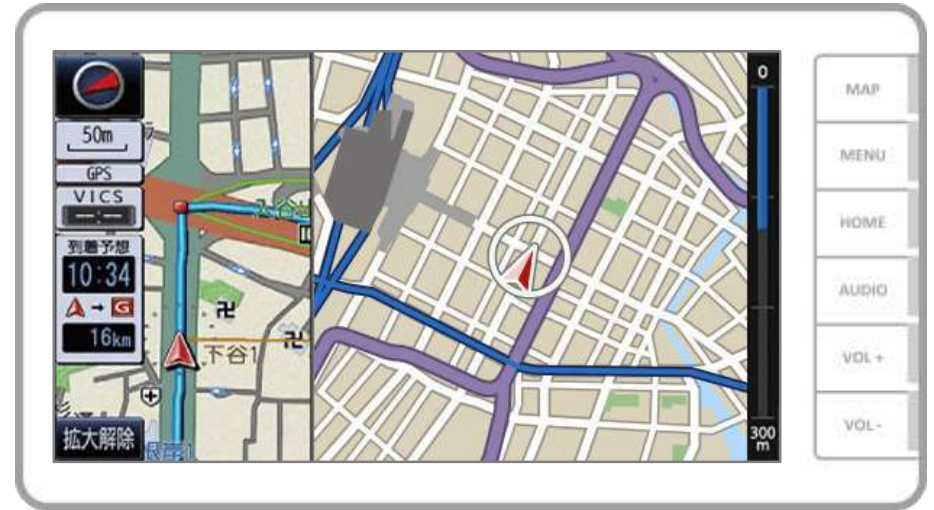 50m
GPS
VICS
--:--
到着予想
10:34
G
16km
拡大解除
下谷1
0
300
m
MAP
MENU
HOME
AUDIO
VOL +
VOL -